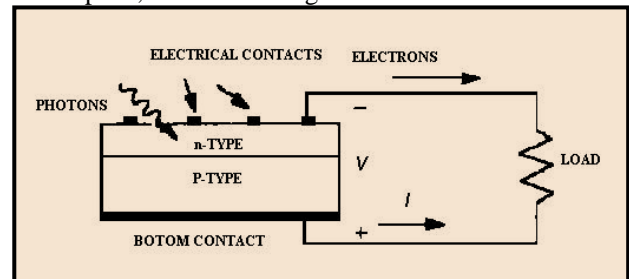 ELECTRICAL CONTACTS
ELECTRONS
PHOTONS
−
n-TYPE
V
LOAD
P-TYPE
I
+
BOTOM CONTACT